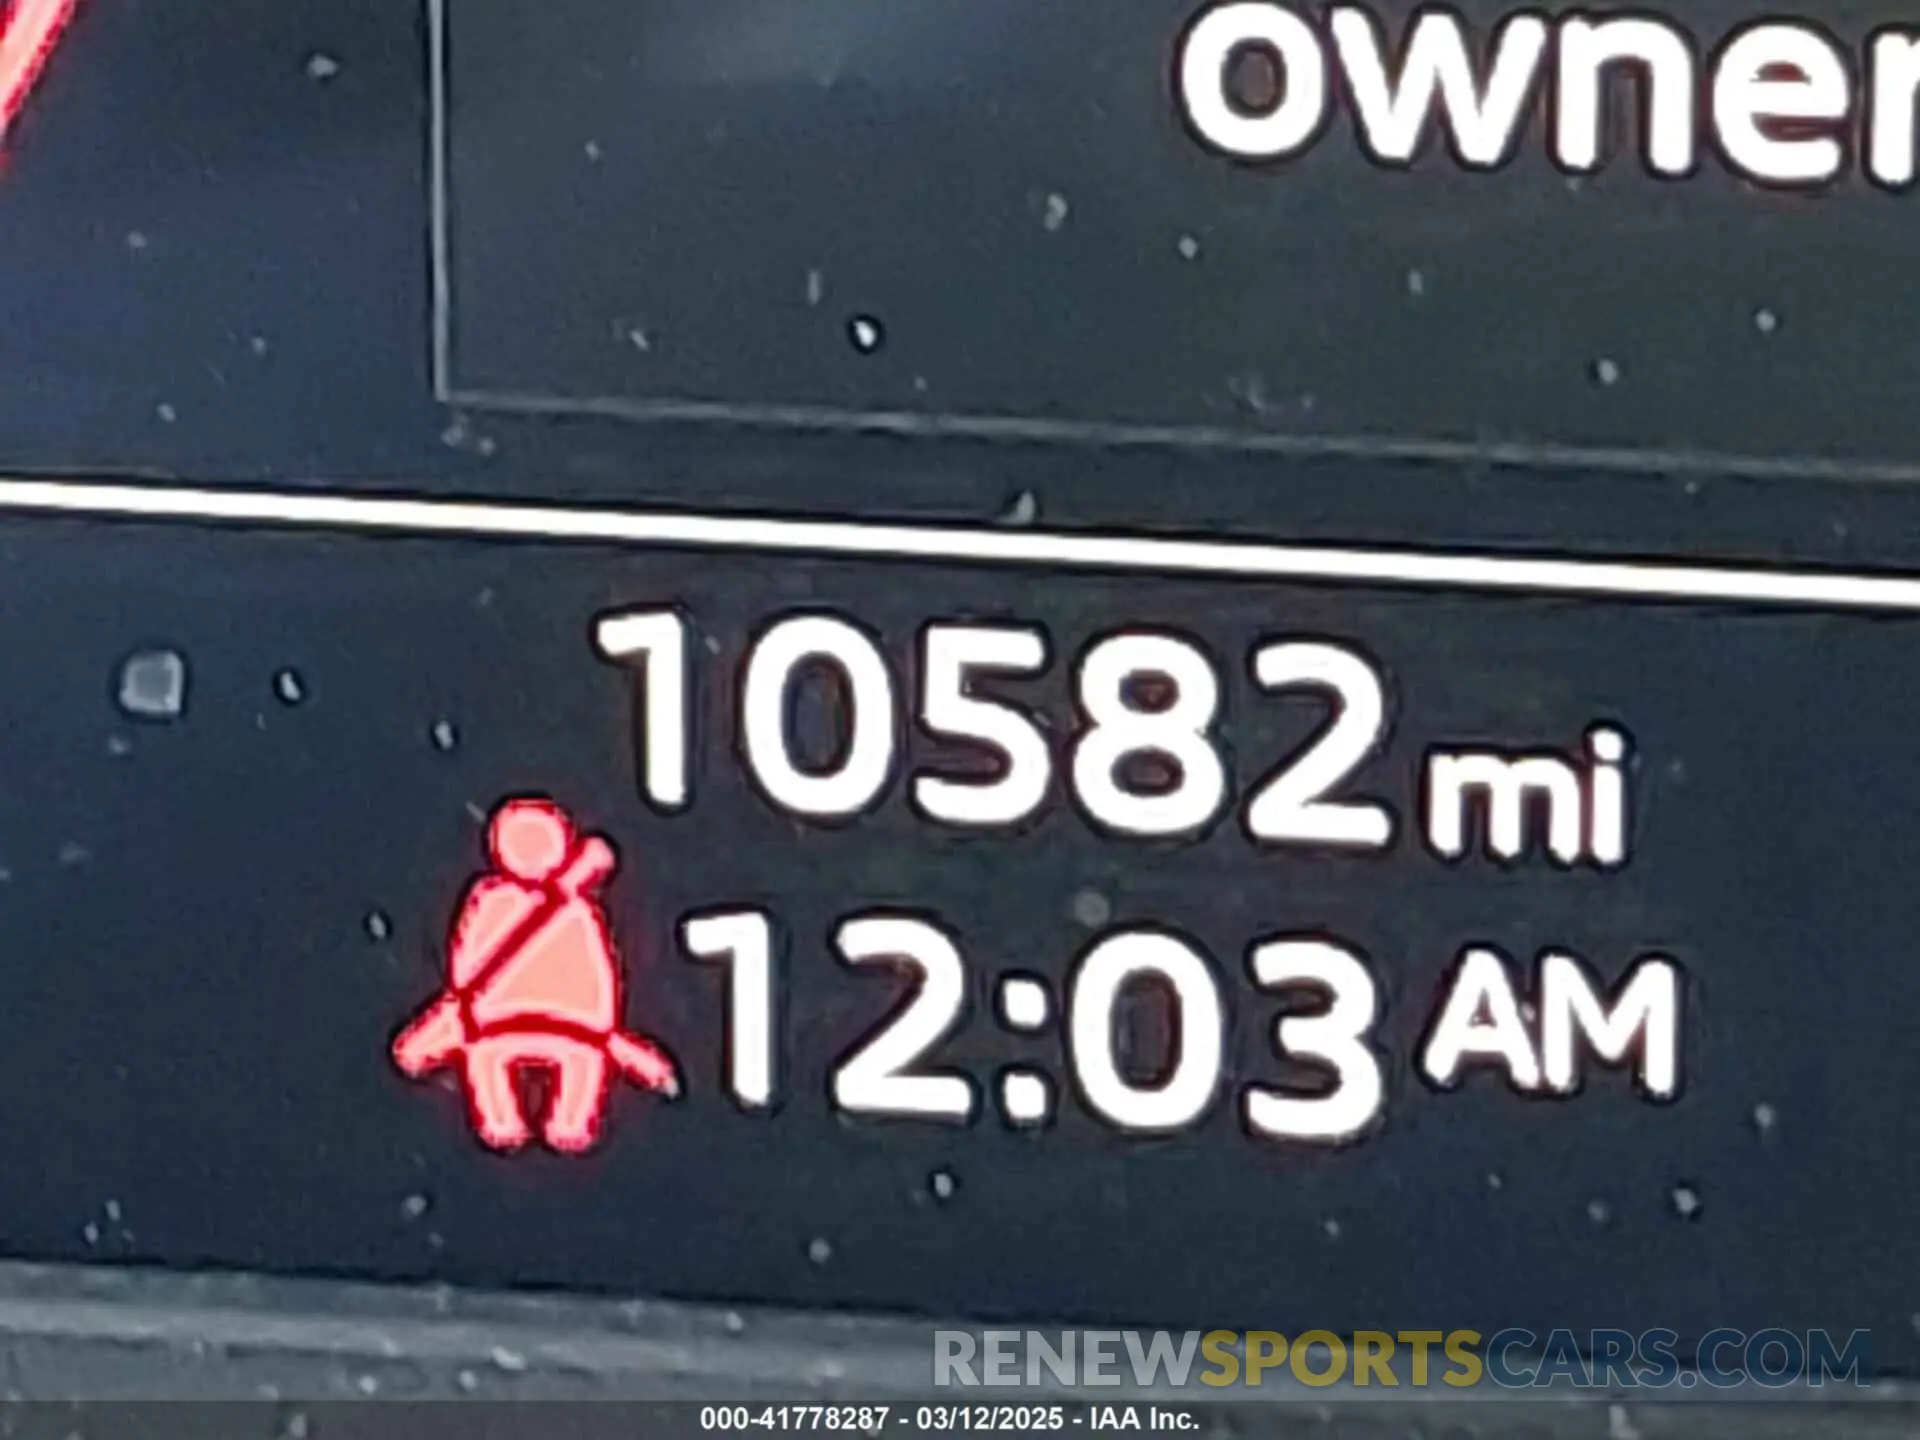 owner
10582 mi
12:03 AM
RENEWSPORTSCARS.COM
000-41778287 - 03/12/2025 - IAA Inc.